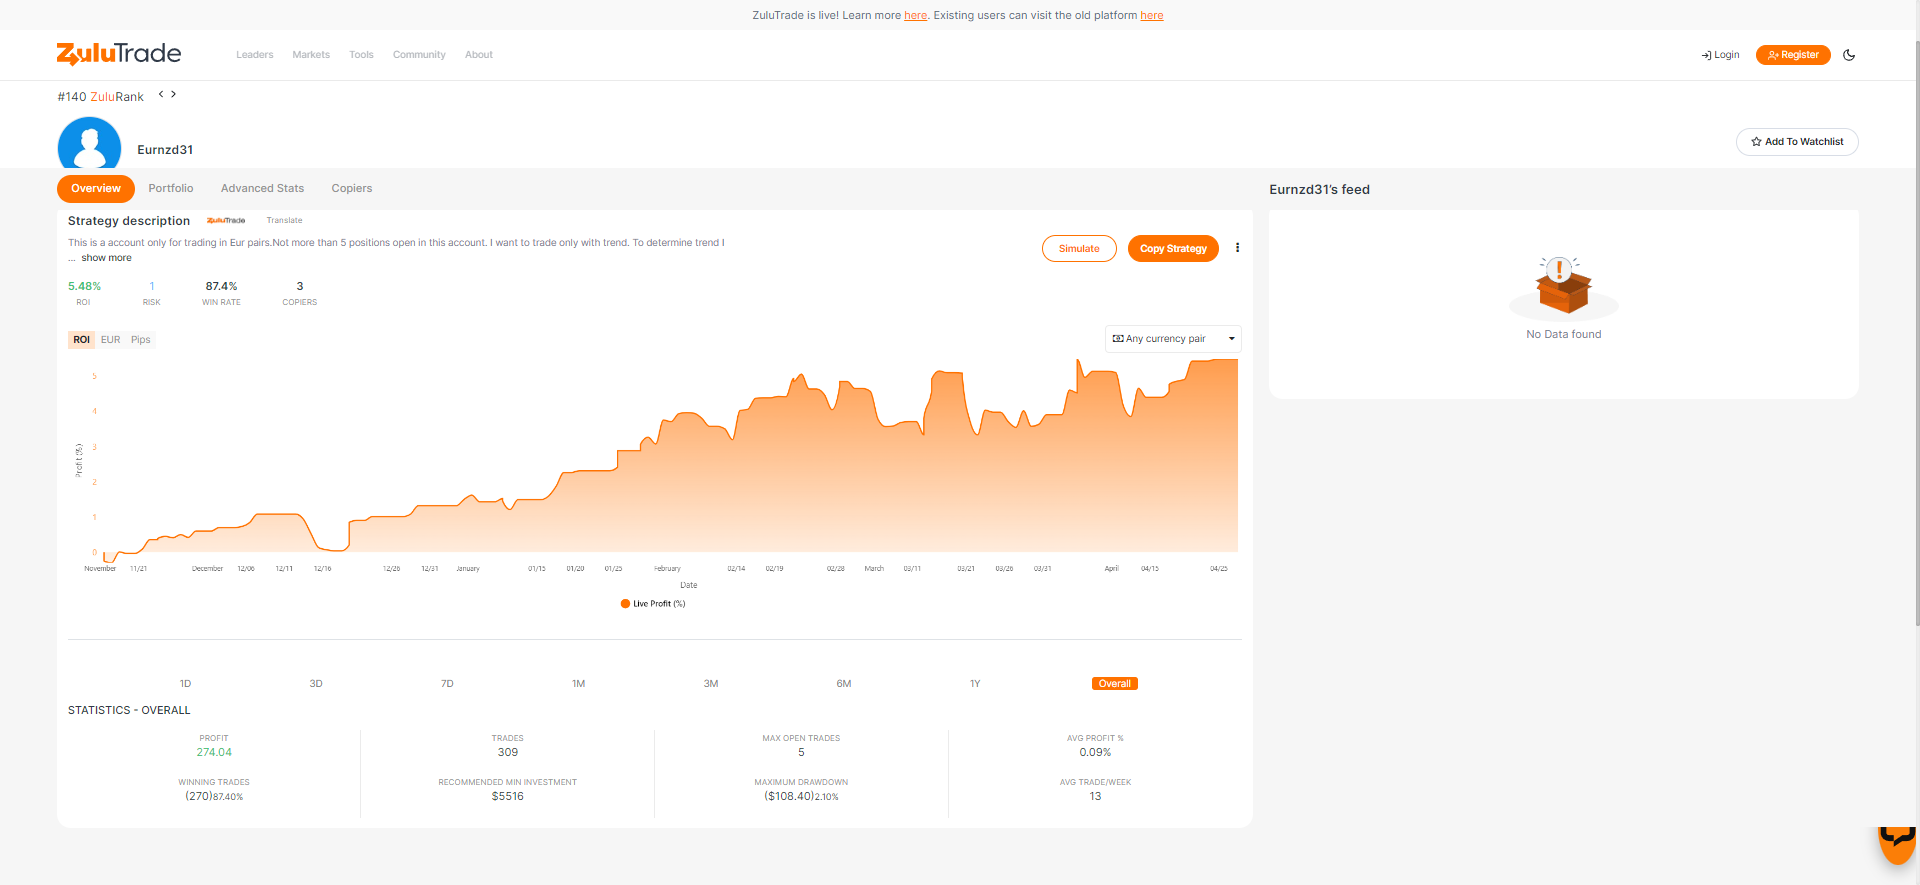 ZuluTrade is live! Learn more here. Existing users can visit the old platform here
ZuluTrade
Leaders Markets Tools Community About
Login Register
#140 ZuluRank < >
Eurnzd31
Add To Watchlist
Overview Portfolio Advanced Stats Copiers
Eurnzd31's feed
Strategy description ZuluTrade Translate
This is a account only for trading in Eur pairs.Not more than 5 positions open in this account. I want to trade only with trend. To determine trend I
... show more
Simulate Copy Strategy
5.48% 1 87.4% 3
ROI RISK WIN RATE COPIERS
No Data found
ROI EUR Pips
Any currency pair
5
4
3
2
1
0
Profit (%)
November 11/21 December 12/06 12/11 12/16 12/26 12/31 January 01/15 01/20 01/25 February 02/14 02/19 02/28 March 03/11 03/21 03/26 03/31 April 04/15 04/25
Date
Live Profit (%)
1D 3D 7D 1M 3M 6M 1Y Overall
STATISTICS - OVERALL
PROFIT TRADES MAX OPEN TRADES AVG PROFIT %
274.04 309 5 0.09%
WINNING TRADES RECOMMENDED MIN INVESTMENT MAXIMUM DRAWDOWN AVG TRADE/WEEK
(270)87.40% $5516 ($108.40)2.10% 13